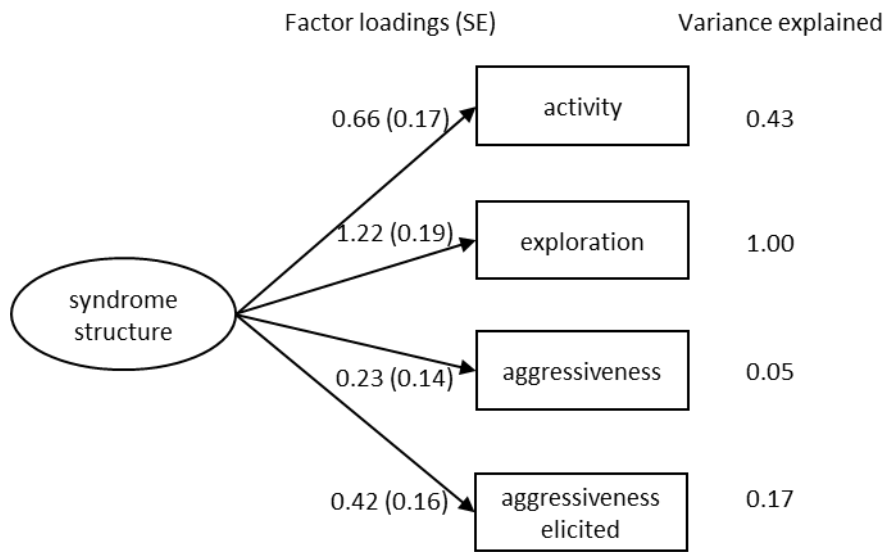 Factor loadings (SE) Variance explained
0.66 (0.17) activity 0.43
1.22 (0.19) exploration 1.00
syndrome
structure
0.23 (0.14) aggressiveness 0.05
0.42 (0.16) aggressiveness 0.17
elicited